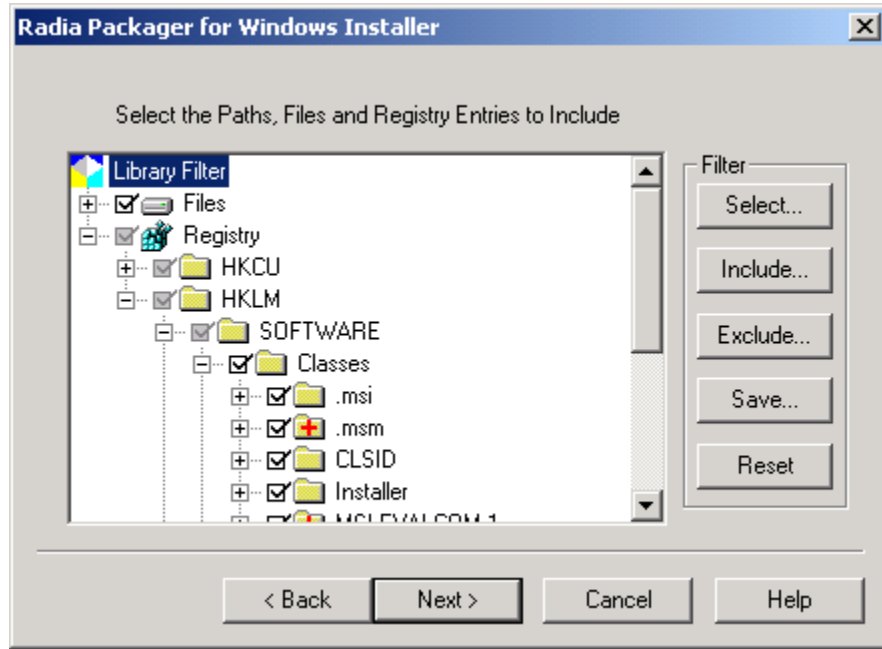 Radia Packager for Windows Installer
Select the Paths, Files and Registry Entries to Include
Library Filter
Files
Registry
HKCU
HKLM
SOFTWARE
Classes
.msi
.msm
CLSID
Installer
Filter
Select...
Include...
Exclude...
Save...
Reset
< Back
Next >
Cancel
Help